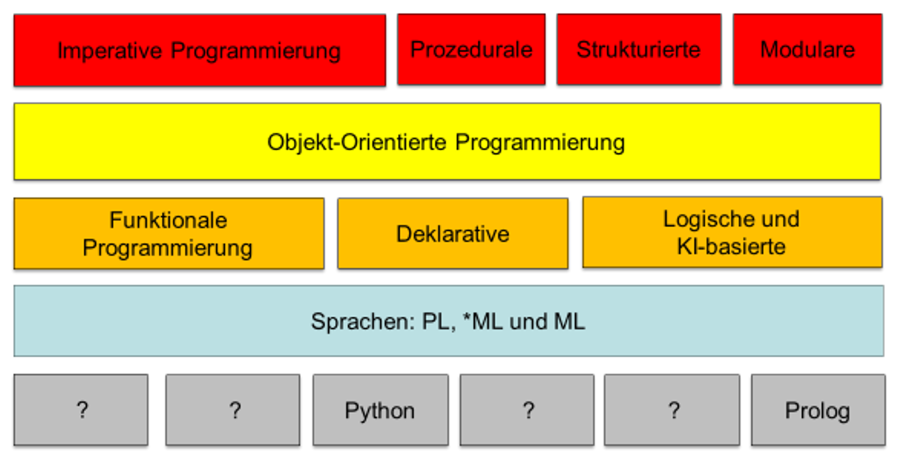 Imperative Programmierung
Prozedurale
Strukturierte
Modulare
Objekt-Orientierte Programmierung
Funktionale
Programmierung
Deklarative
Logische und
KI-basierte
Sprachen: PL, *ML und ML
?
?
Python
?
?
Prolog